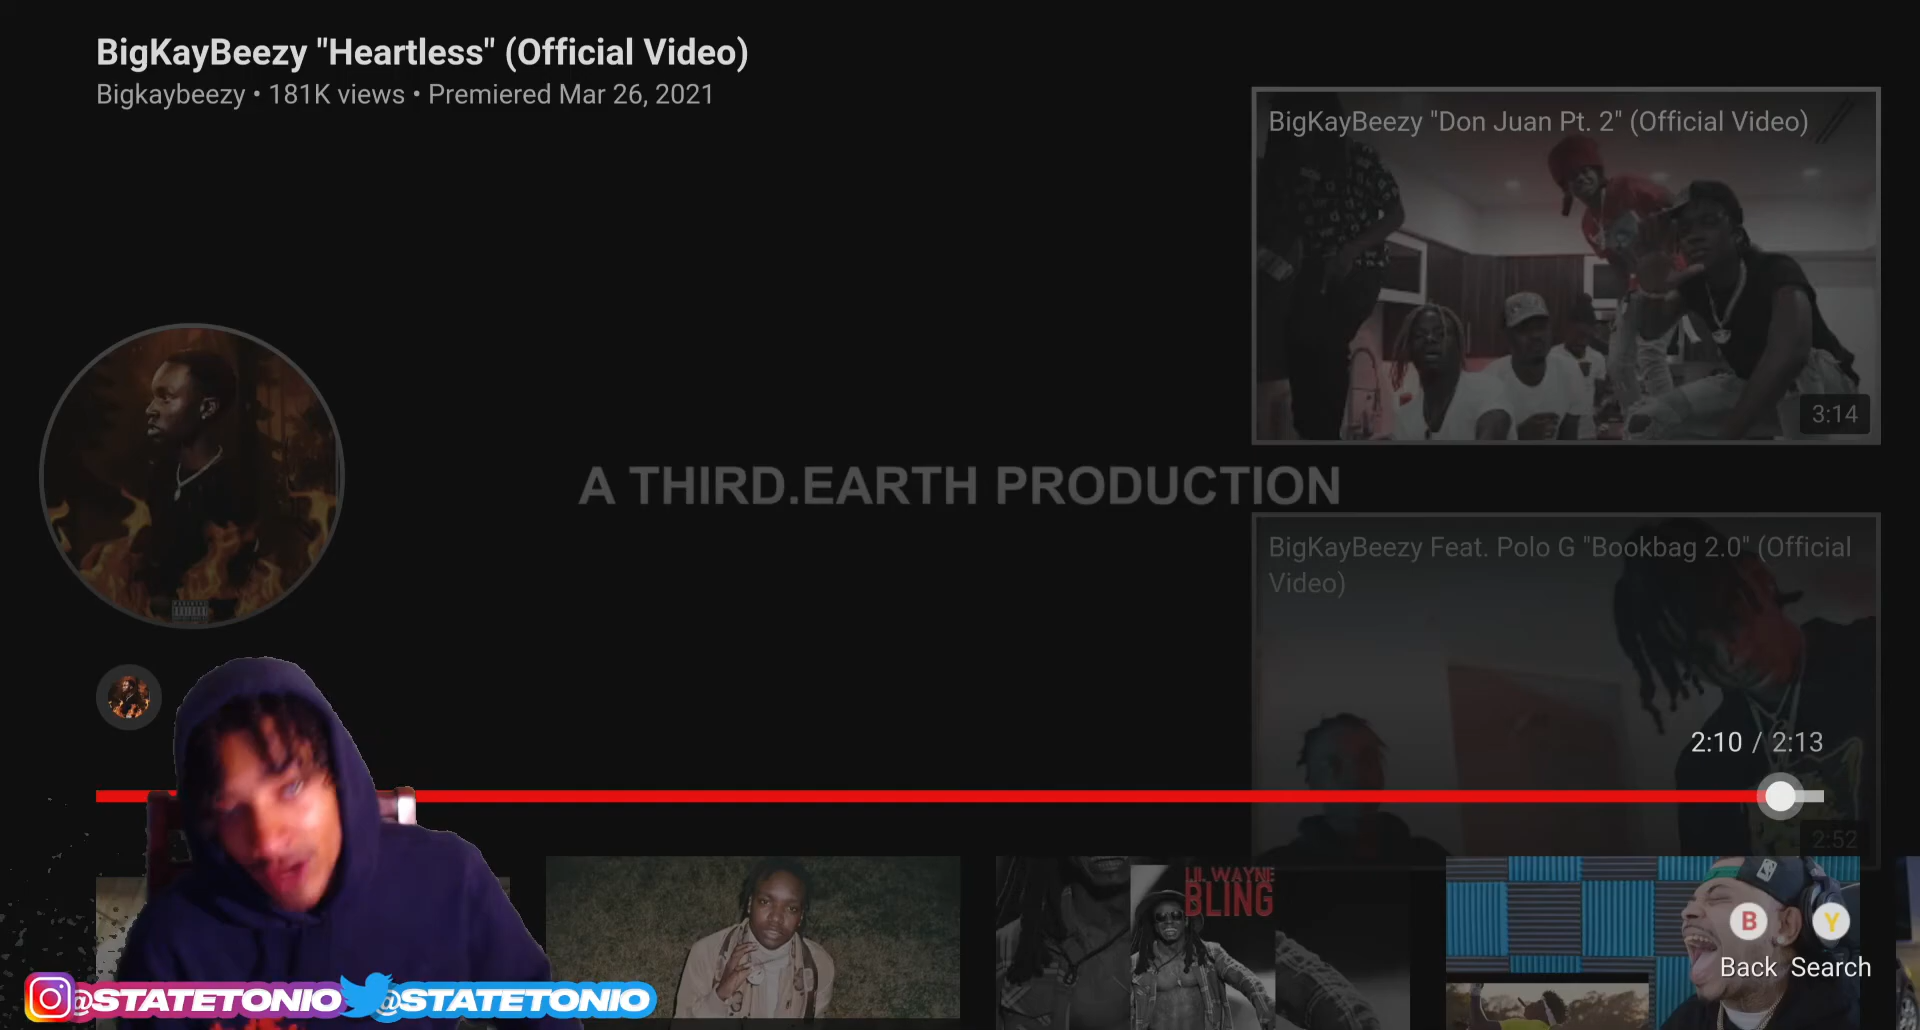 BigKayBeezy "Heartless" (Official Video)
Bigkaybeezy • 181K views • Premiered Mar 26, 2021
BigKayBeezy "Don Juan Pt. 2" (Official Video)
3:14
A THIRD.EARTH PRODUCTION
BigKayBeezy Feat. Polo G "Bookbag 2.0" (Official
Video)
2:10 / 2:13
2:52
LIL WAYNE
BLING
B
Y
Back
Search
@STATETONIO
@STATETONIO